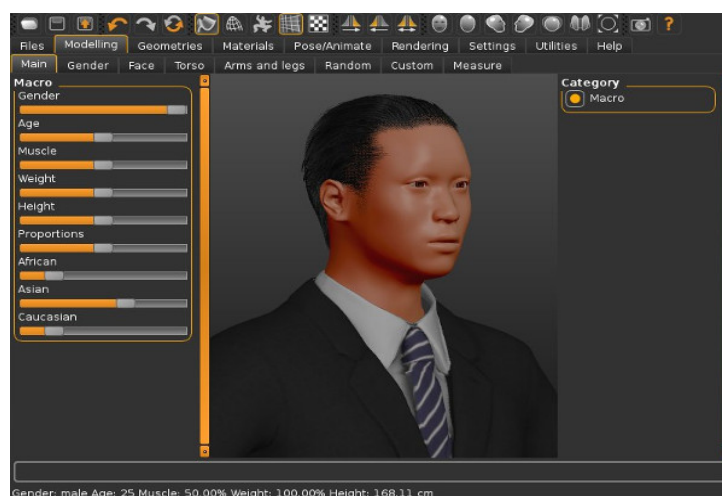 Files Modelling Geometries Materials Pose/Animate Rendering Settings Utilities Help
Main Gender Face Torso Arms and legs Random Custom Measure
Macro
Gender
Age
Muscle
Weight
Height
Proportions
African
Asian
Caucasian
Category
Macro
Gender: male Age: 25 Muscle: 50.00% Weight: 100.00% Height: 168.11 cm